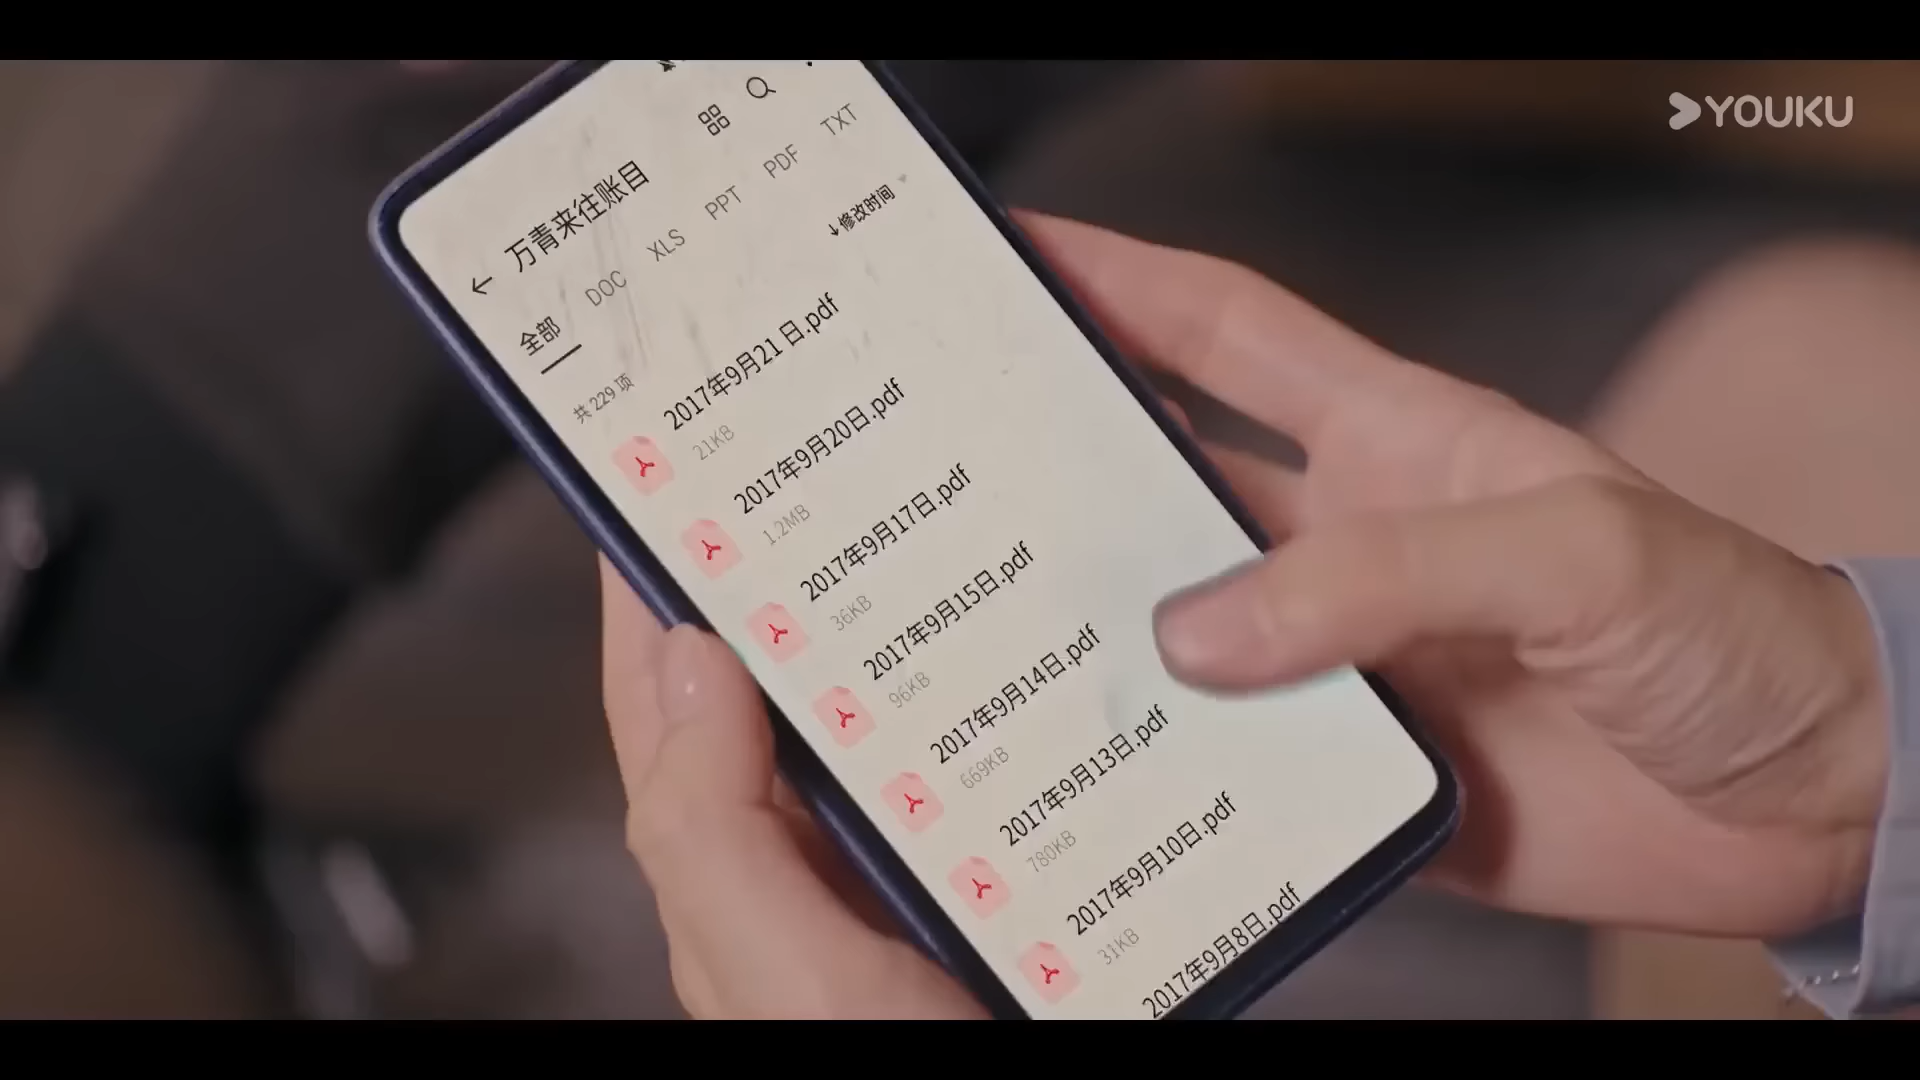 YOUKU
万青来往账目
全部 DOC XLS PPT PDF TXT
共 229 项
↓修改时间
2017年9月21 日.pdf
21KB
2017年9月20日.pdf
1.2MB
2017年9月17日.pdf
36KB
2017年9月15日.pdf
96KB
2017年9月14日.pdf
669KB
2017年9月13日.pdf
780KB
2017年9月10日.pdf
31KB
2017年9月8日.pdf